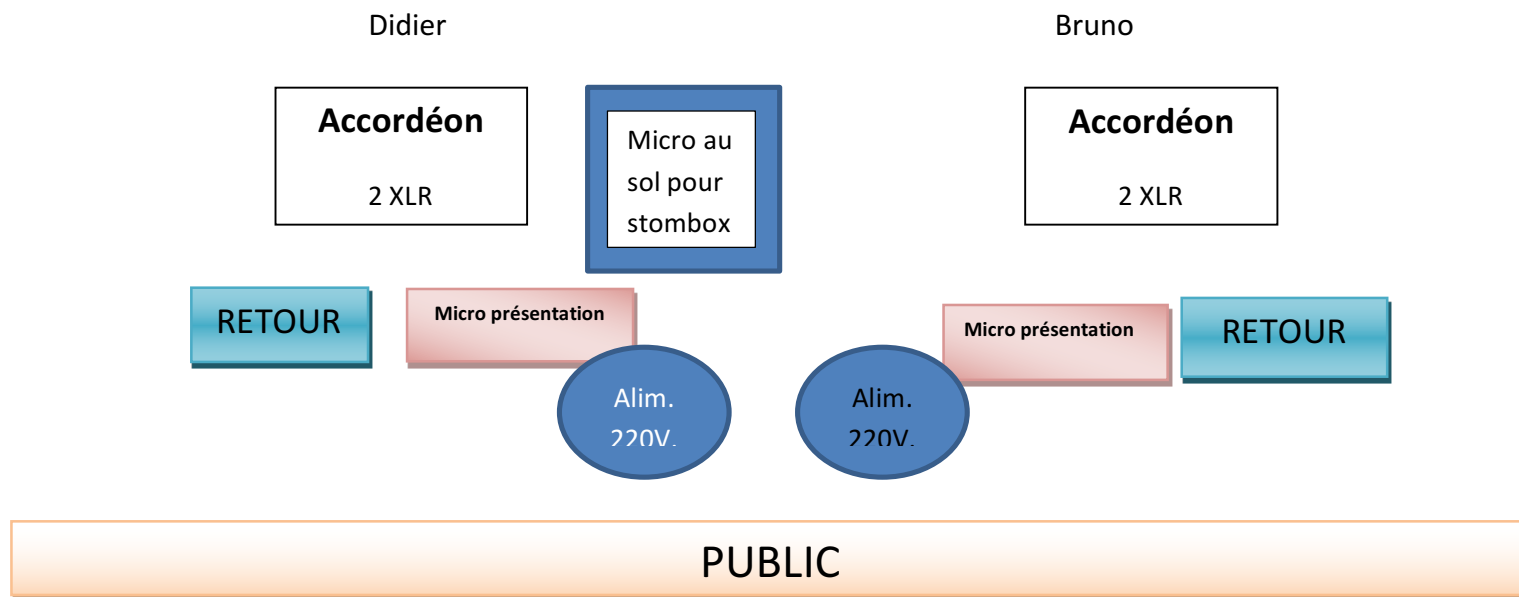 Didier
Bruno
Accordéon
2 XLR
Micro au
sol pour
stombox
Accordéon
2 XLR
RETOUR
Micro présentation
Micro présentation
RETOUR
Alim.
220V.
Alim.
220V.
PUBLIC